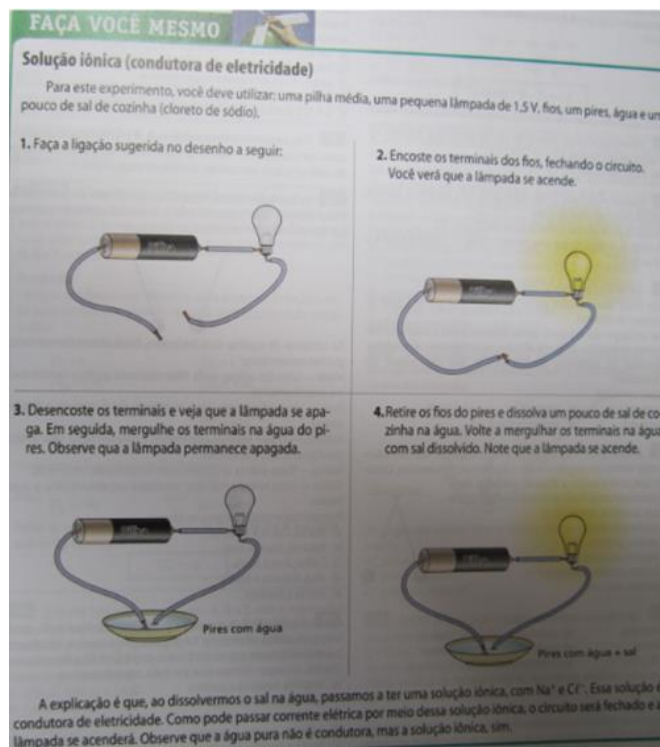 FAÇA VOCÊ MESMO
Solução iônica (condutora de eletricidade)
Para este experimento, você deve utilizar: uma pilha média, uma pequena lâmpada de 1,5 V, fios, um pires, água e um
pouco de sal de cozinha (cloreto de sódio).
1. Faça a ligação sugerida no desenho a seguir:
2. Encoste os terminais dos fios, fechando o circuito.
Você verá que a lâmpada se acende.
3. Desencoste os terminais e veja que a lâmpada se apa-
ga. Em seguida, mergulhe os terminais na água do pi-
res. Observe qua a lâmpada permanece apagada.
Pires com água
4. Retire os fios do pires e dissolva um pouco de sal de co-
zinha na água. Volte a mergulhar os terminais na água
com sal dissolvido. Note que a lâmpada se acende.
Pires com água + sal
A explicação é que, ao dissolvermos o sal na água, passamos a ter uma solução iônica, com Na⁺ e Cℓ⁻. Essa solução é
condutora de eletricidade. Como pode passar corrente elétrica por meio dessa solução iônica, o circuito será fechado e a
lâmpada se acenderá. Observe que a água pura não é condutora, mas a solução iônica, sim.